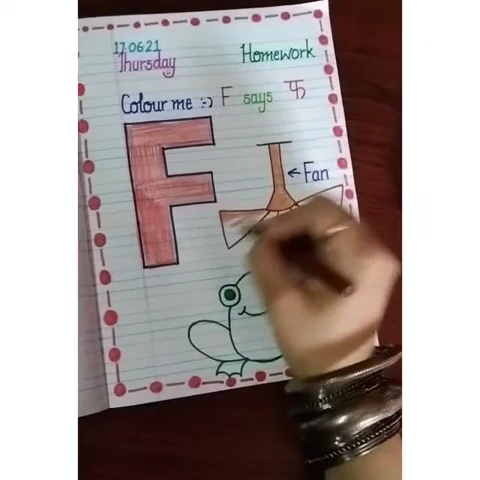 17.06.21 Homework
Thursday
Colour me :-) F says फ
F
←Fan